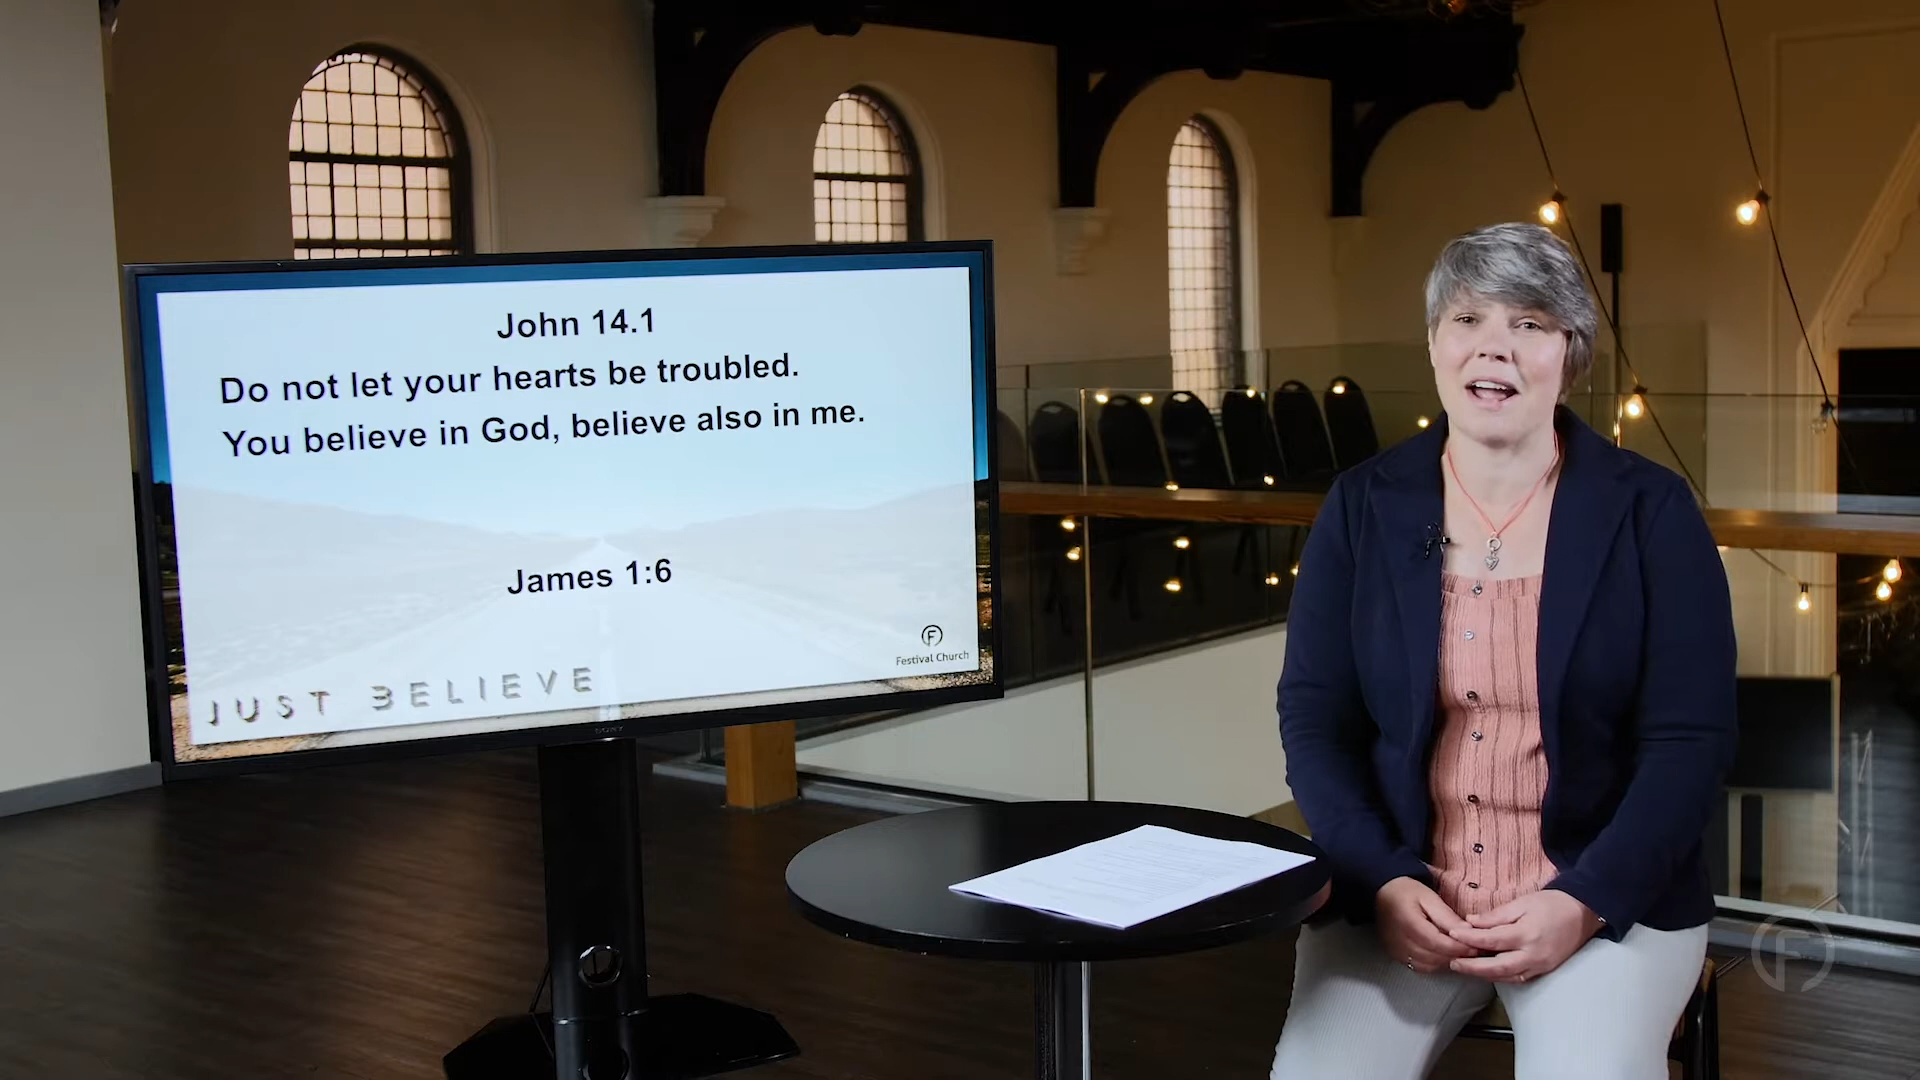 John 14.1
Do not let your hearts be troubled.
You believe in God, believe also in me.
James 1:6
F
Festival Church
JUST BELIEVE
SONY
F